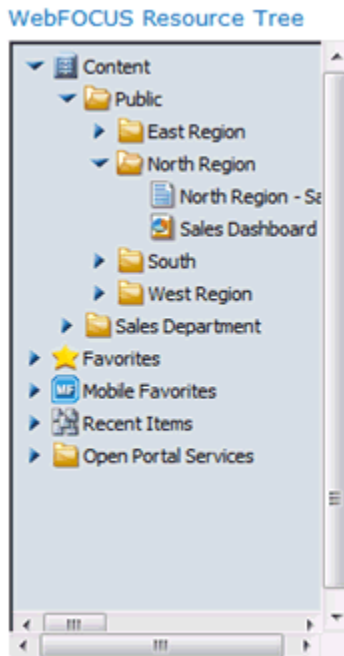 WebFOCUS Resource Tree
Content
Public
East Region
North Region
North Region - Sa
Sales Dashboard
South
West Region
Sales Department
Favorites
Mobile Favorites
Recent Items
Open Portal Services